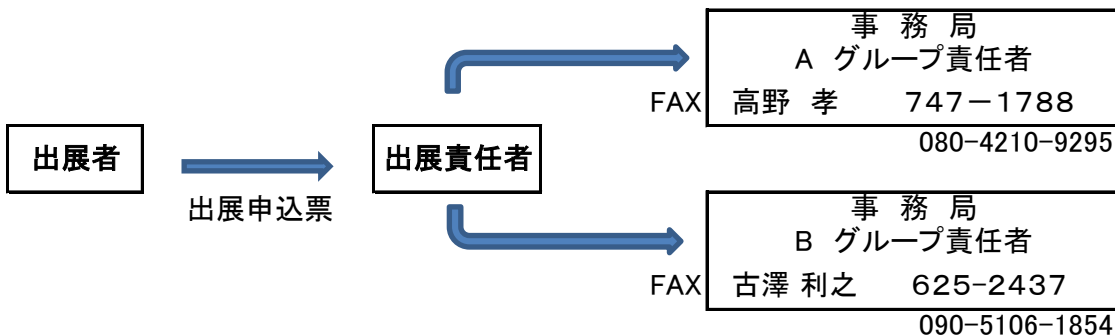 事 務 局
A グループ責任者
FAX 高野 孝 747－1788
080-4210-9295
出展者
出展責任者
出展申込票
事 務 局
B グループ責任者
FAX 古澤 利之 625-2437
090-5106-1854